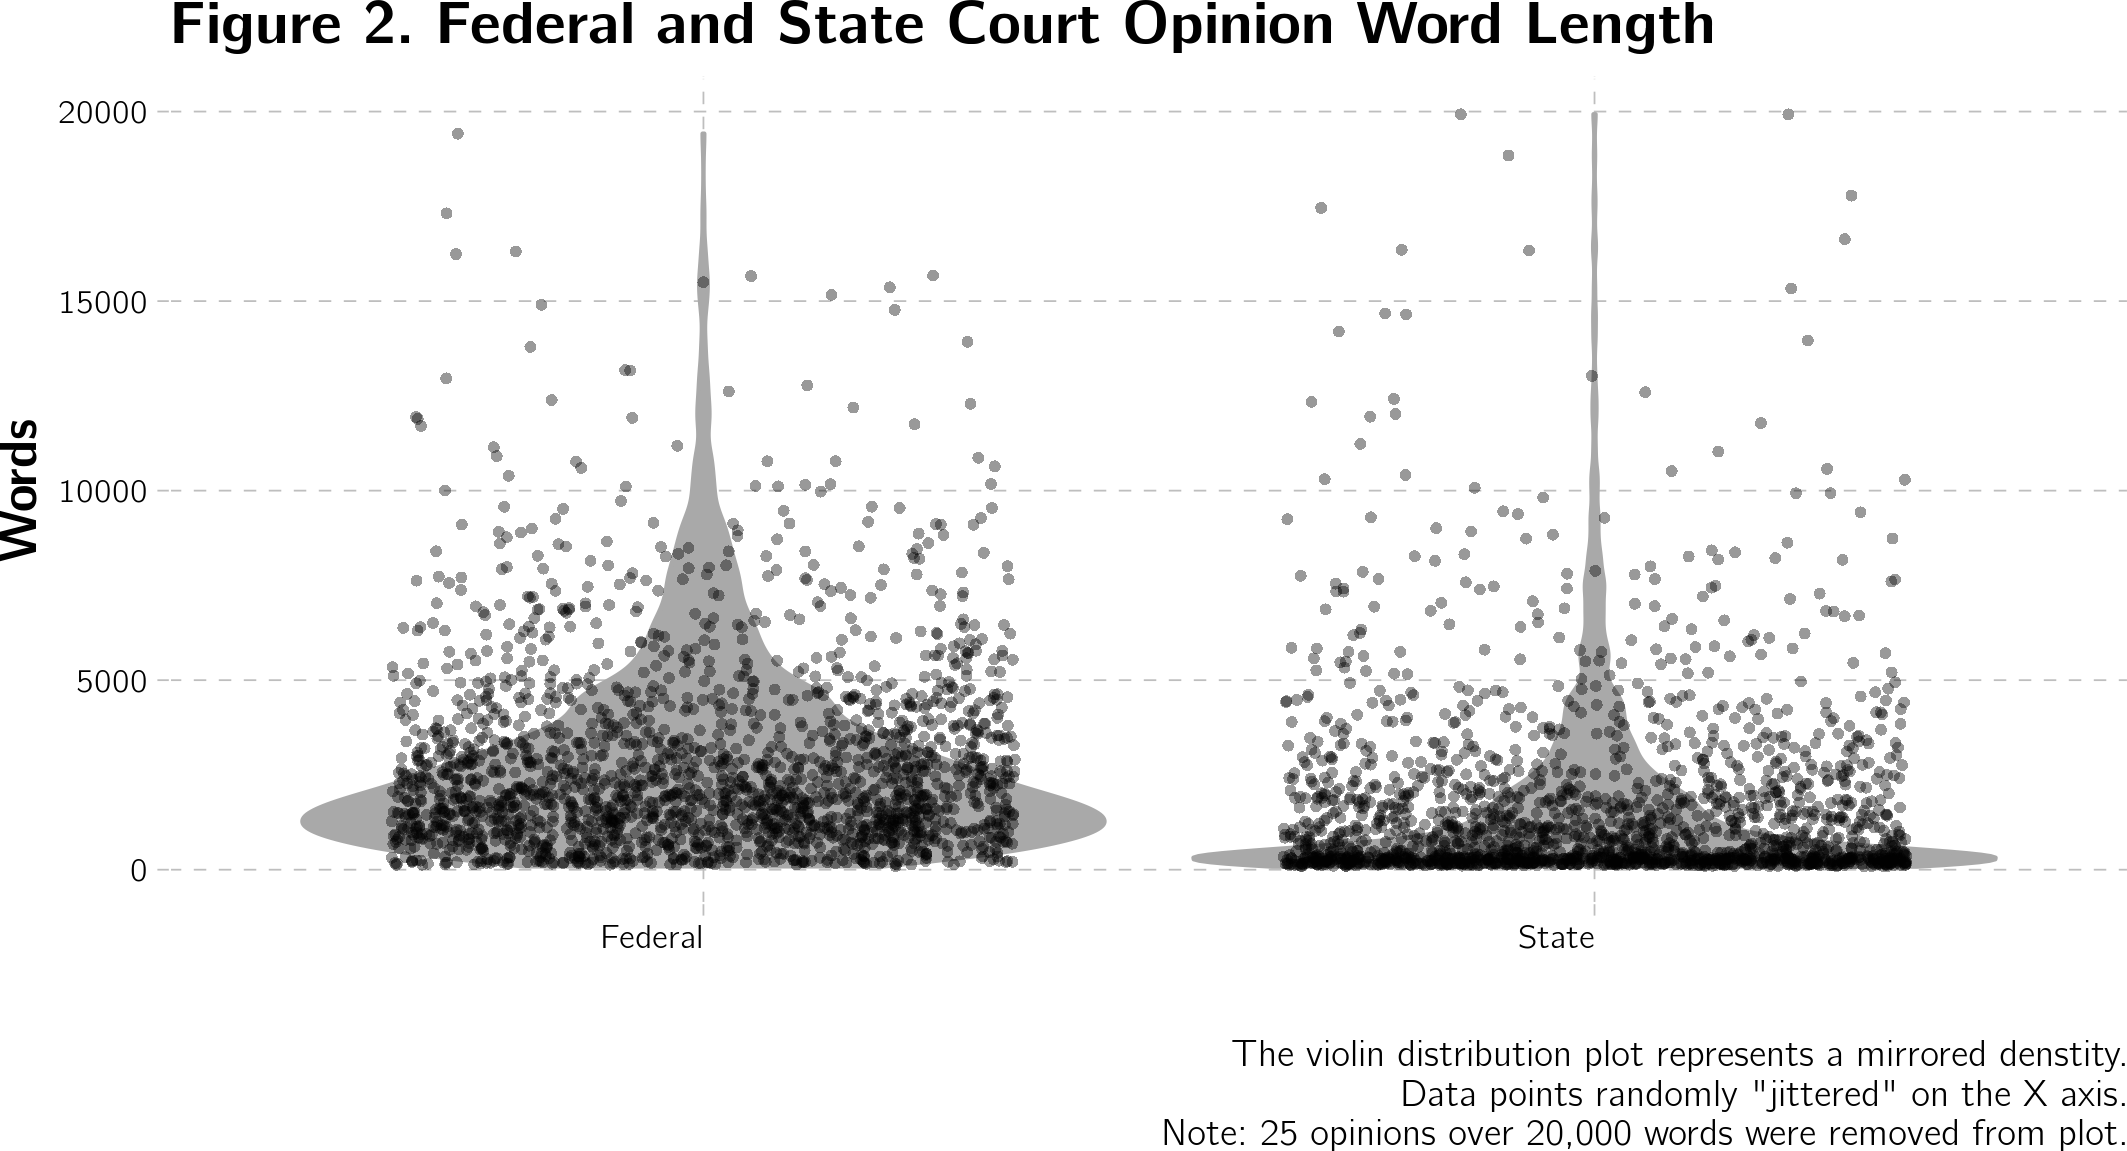 Figure 2. Federal and State Court Opinion Word Length
20000
15000
10000
5000
0
Words
Federal
State
The violin distribution plot represents a mirrored denstity.
Data points randomly "jittered" on the X axis.
Note: 25 opinions over 20,000 words were removed from plot.